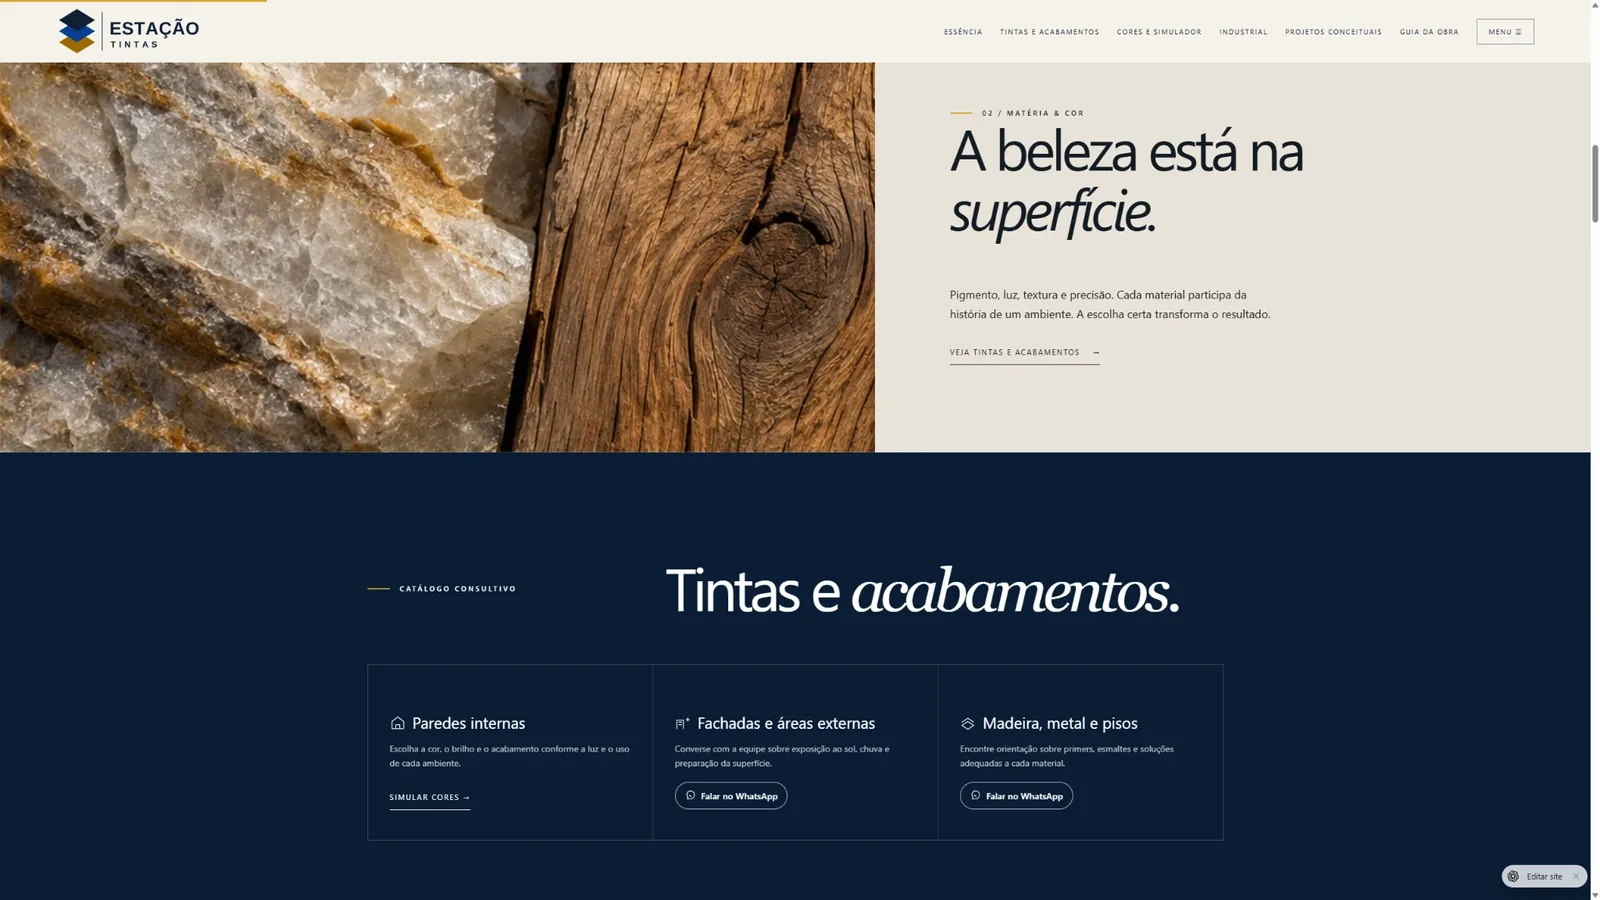 ESTAÇÃO
TINTAS
ESSÊNCIA
TINTAS E ACABAMENTOS
CORES E SIMULADOR
INDUSTRIAL
PROJETOS CONCEITUAIS
GUIA DA OBRA
MENU ☰
02 / MATÉRIA & COR
A beleza está na
superfície.
Pigmento, luz, textura e precisão. Cada material participa da
história de um ambiente. A escolha certa transforma o resultado.
VEJA TINTAS E ACABAMENTOS →
CATÁLOGO CONSULTIVO
Tintas e acabamentos.
Paredes internas
Escolha a cor, o brilho e o acabamento conforme a luz e o uso
de cada ambiente.
SIMULAR CORES →
Fachadas e áreas externas
Converse com a equipe sobre exposição ao sol, chuva e
preparação da superfície.
Falar no WhatsApp
Madeira, metal e pisos
Encontre orientação sobre primers, esmaltes e soluções
adequadas a cada material.
Falar no WhatsApp
Editar site ×